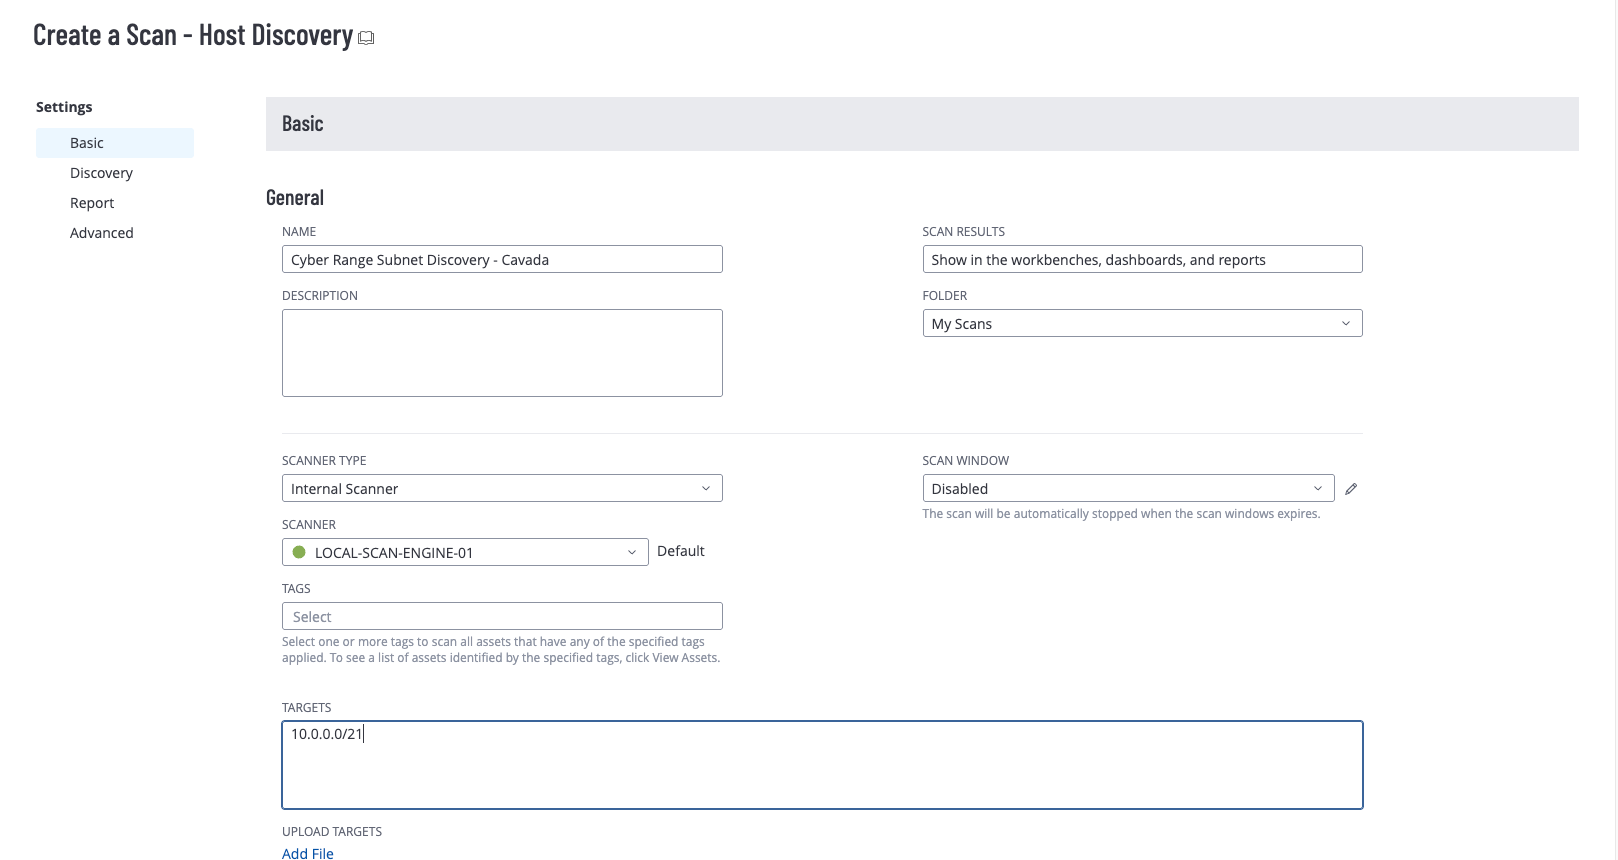 Create a Scan - Host Discovery
Settings
Basic
Discovery
Report
Advanced
Basic
General
NAME
Cyber Range Subnet Discovery - Cavada
DESCRIPTION
SCAN RESULTS
Show in the workbenches, dashboards, and reports
FOLDER
My Scans
SCANNER TYPE
Internal Scanner
SCANNER
LOCAL-SCAN-ENGINE-01
Default
SCAN WINDOW
Disabled
The scan will be automatically stopped when the scan windows expires.
TAGS
Select
Select one or more tags to scan all assets that have any of the specified tags
applied. To see a list of assets identified by the specified tags, click View Assets.
TARGETS
10.0.0.0/21
UPLOAD TARGETS
Add File